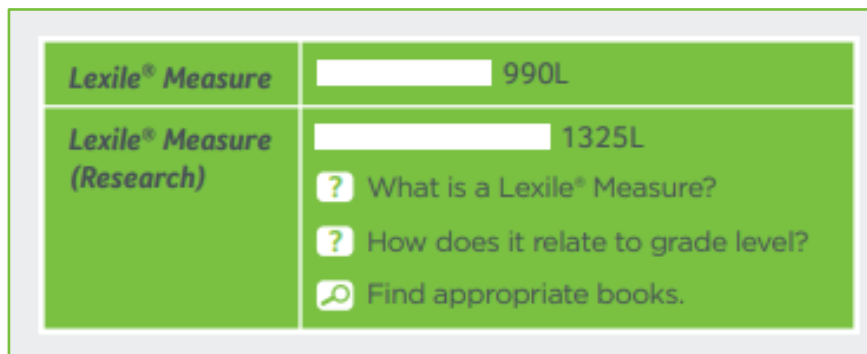 Lexile® Measure 990L
Lexile® Measure (Research) 1325L
? What is a Lexile® Measure?
? How does it relate to grade level?
Find appropriate books.